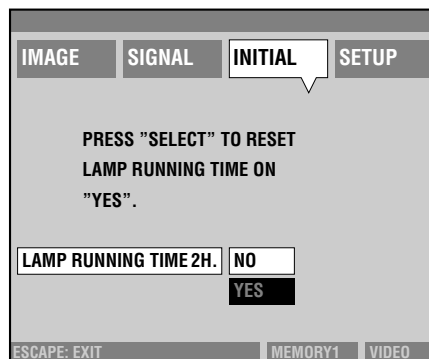 IMAGE SIGNAL INITIAL SETUP
PRESS ”SELECT” TO RESET
LAMP RUNNING TIME ON
”YES”.
LAMP RUNNING TIME 2H. NO
YES
ESCAPE: EXIT MEMORY1 VIDEO